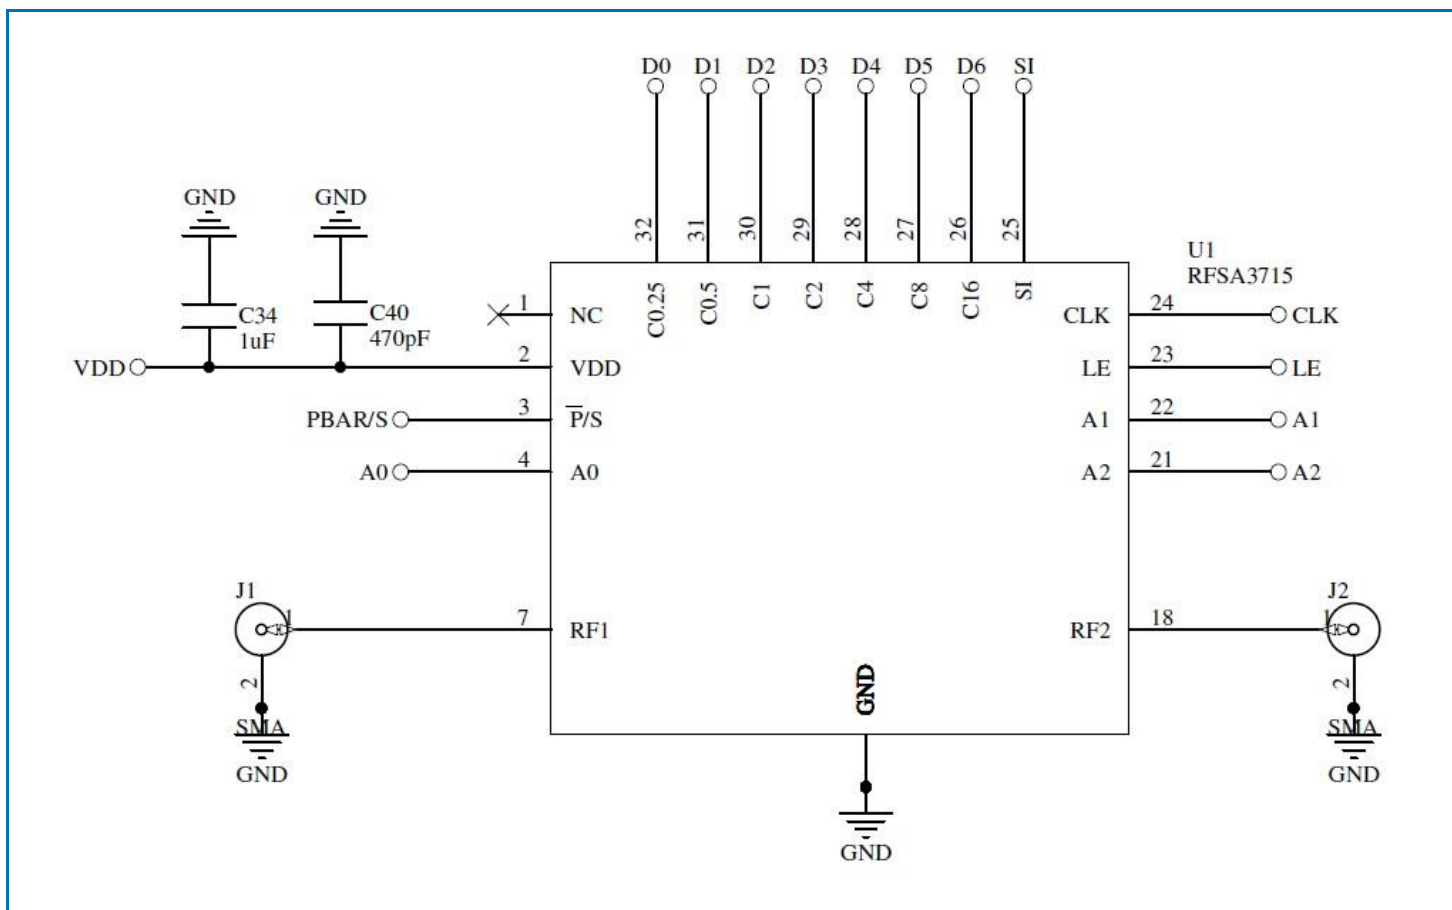 D0 D1 D2 D3 D4 D5 D6 SI
GND GND
32 31 30 29 28 27 26 25
U1
RFSA3715
C0.25 C0.5 C1 C2 C4 C8 C16 SI
C34
1uF
C40
470pF
1 NC CLK 24 CLK
VDD 2 VDD LE 23 LE
PBAR/S 3 P/S A1 22 A1
A0 4 A0 A2 21 A2
J1 J2
1 7 RF1 RF2 18 1
2 GND 2
SMA SMA
GND GND
GND